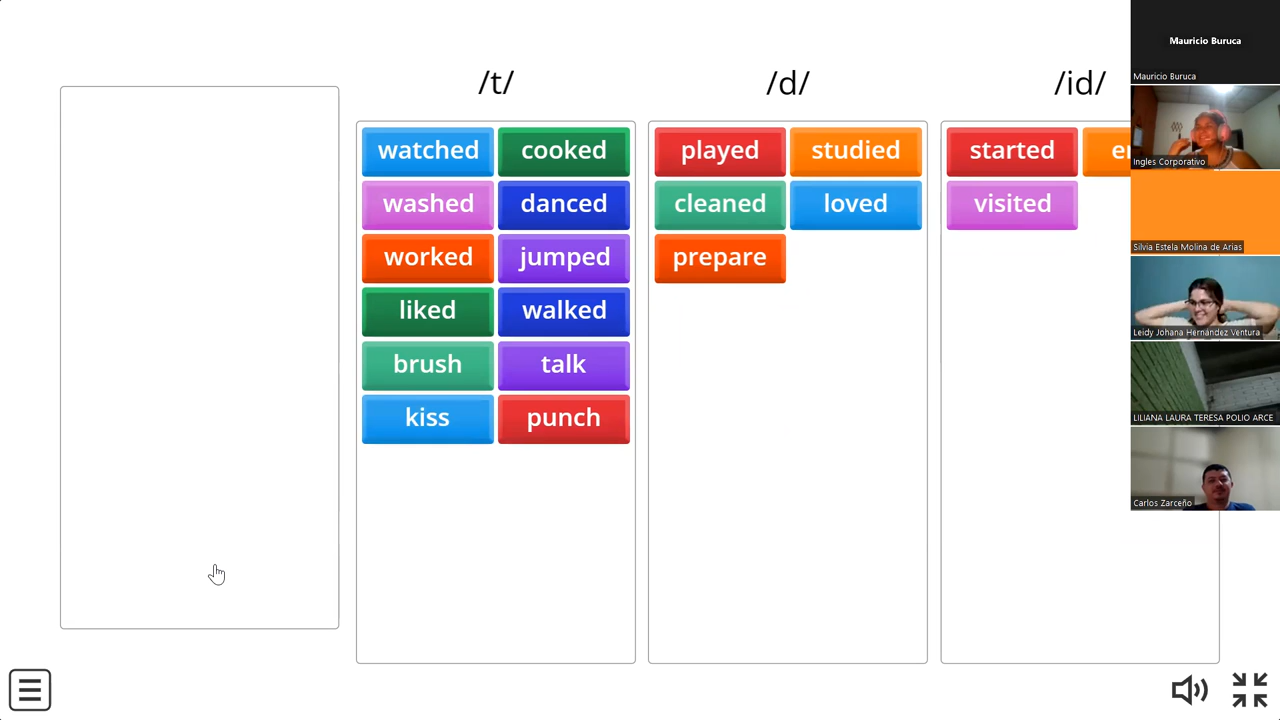 Mauricio Buruca
Mauricio Buruca
/t/ /d/ /id/
watched cooked played studied started
Ingles Corporativo
washed danced cleaned loved visited
Silvia Estela Molina de Arias
worked jumped prepare
liked walked
Leidy Johana Hernández Ventura
brush talk
kiss punch
LILIANA LAURA TERESA POLIO ARCE
Carlos Zarceño